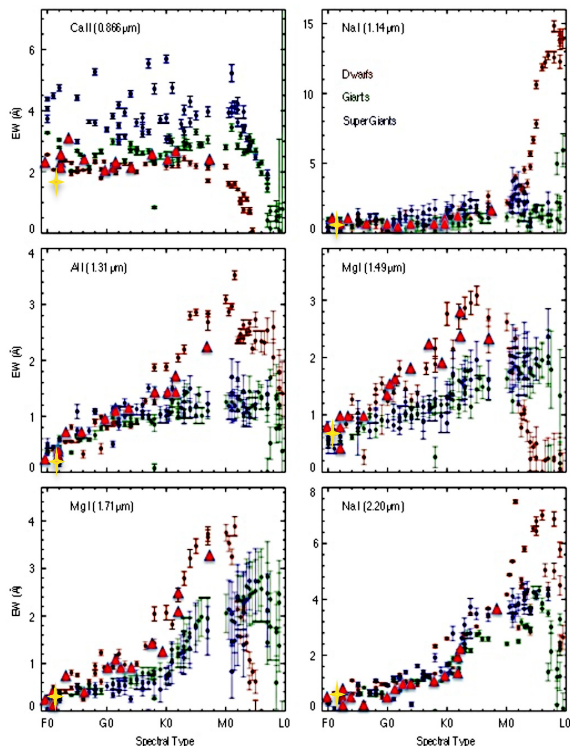 CaII (0.866μm)
6
4
2
0
EW (Å)
NaI (1.14μm)
15
10
5
0
Dwarfs
Giants
SuperGiants
AlI (1.31μm)
4
3
2
1
0
EW (Å)
MgI (1.49μm)
3
2
1
0
MgI (1.71μm)
4
3
2
1
0
EW (Å)
NaI (2.20μm)
8
6
4
2
0
F0 G0 K0 M0 L0
F0 G0 K0 M0 L0
Spectral Type
Spectral Type